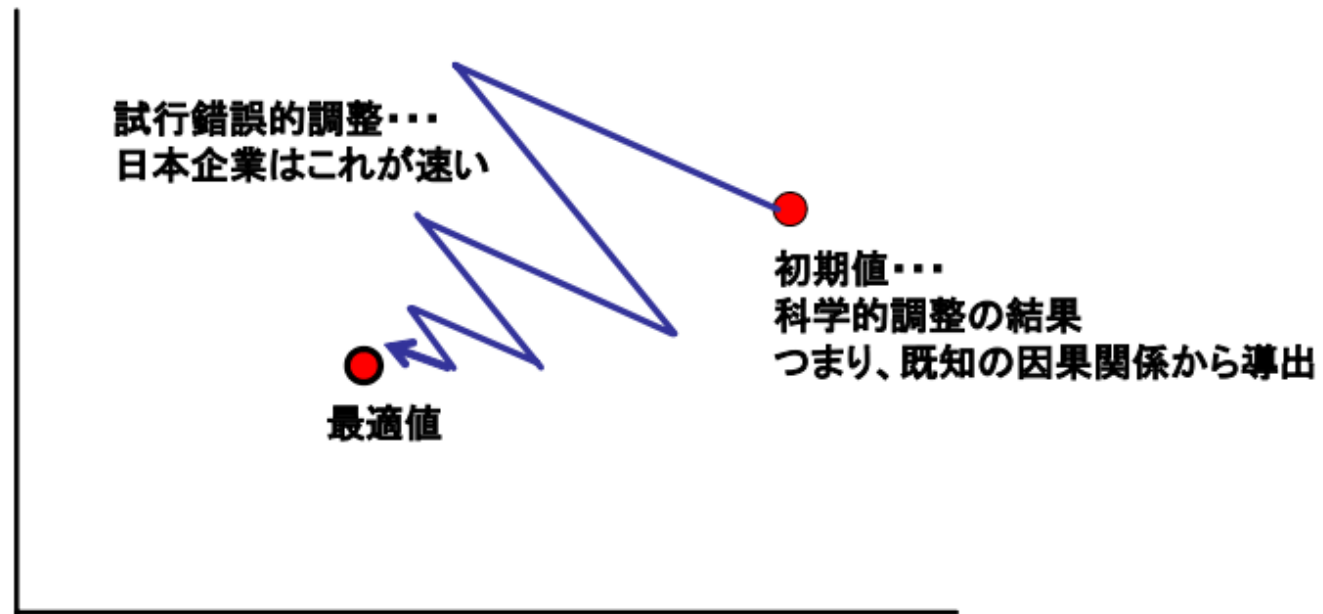 試行錯誤的調整・・・
日本企業はこれが速い
初期値・・・
科学的調整の結果
つまり、既知の因果関係から導出
最適値